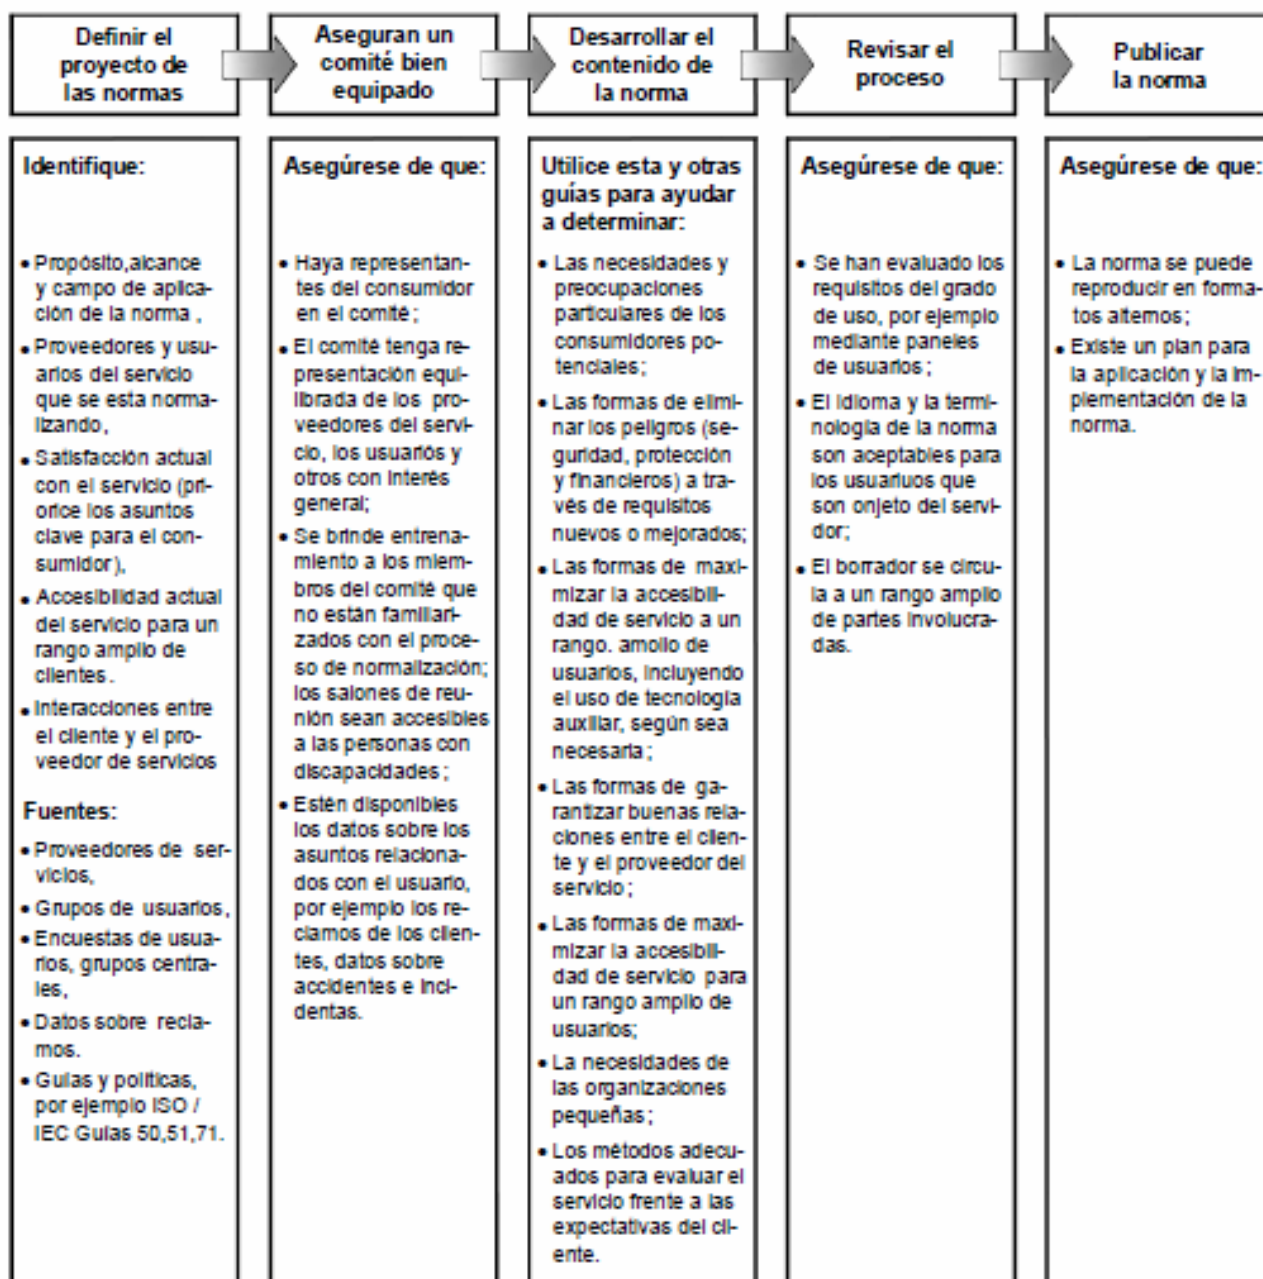 Definir el
proyecto de
las normas
Aseguran un
comité bien
equipado
Desarrollar el
contenido de
la norma
Revisar el
proceso
Publicar
la norma
Identifique:
• Propósito,alcance
y campo de aplica-
ción de la norma ,
• Proveedores y usu-
arios del servicio
que se esta norma-
lizando,
• Satisfacción actual
con el servicio (pri-
orice los asuntos
clave para el con-
sumidor),
• Accesibilidad actual
del servicio para un
rango amplio de
clientes.
• Interacciones entre
el cliente y el pro-
veedor de servicios
Fuentes:
• Proveedores de ser-
vicios,
• Grupos de usuarios,
• Encuestas de usua-
rios, grupos centra-
les,
• Datos sobre recla-
mos.
• Guías y políticas,
por ejemplo ISO /
IEC Guías 50,51,71.
Asegúrese de que:
• Haya representan-
tes del consumidor
en el comité;
• El comité tenga re-
presentación equi-
librada de los pro-
veedores del servi-
cio, los usuariós y
otros con interés
general;
• Se brinde entrena-
miento a los miem-
bros del comité que
no están familiari-
zados con el proce-
so de normalización;
los salones de reu-
nión sean accesibles
a las personas con
discapacidades;
• Estén disponibles
los datos sobre los
asuntos relaciona-
dos con el usuario,
por ejemplo los re-
clamos de los clien-
tes, datos sobre
accidentes e inci-
dentas.
Utilice esta y otras
guías para ayudar
a determinar:
• Las necesidades y
preocupaciones
particulares de los
consumidores po-
tenciales;
• Las formas de elimi-
nar los peligros (se-
guridad, protección
y financieros) a tra-
vés de requisitos
nuevos o mejorados;
• Las formas de maxi-
mizar la accesibili-
dad de servicio a un
rango. amolio de
usuarios, incluyendo
el uso de tecnología
auxiliar, según sea
necesaria;
• Las formas de ga-
rantizar buenas rela-
ciones entre el clien-
te y el proveedor del
servicio;
• Las formas de maxi-
mizar la accesibili-
dad de servicio para
un rango amplio de
usuarios;
• La necesidades de
las organizaciones
pequeñas;
• Los métodos adecu-
ados para evaluar el
servicio frente a las
expectativas del cli-
ente.
Asegúrese de que:
• Se han evaluado los
requisitos del grado
de uso, por ejemplo
mediante paneles
de usuarios;
• El idioma y la termi-
nología de la norma
son aceptables para
los usuariuos que
son onjeto del servi-
dor;
• El borrador se circu-
la a un rango amplio
de partes involucra-
das.
Asegúrese de que:
• La norma se puede
reproducir en forma-
tos alternos;
• Existe un plan para
la aplicación y la im-
plementación de la
norma.